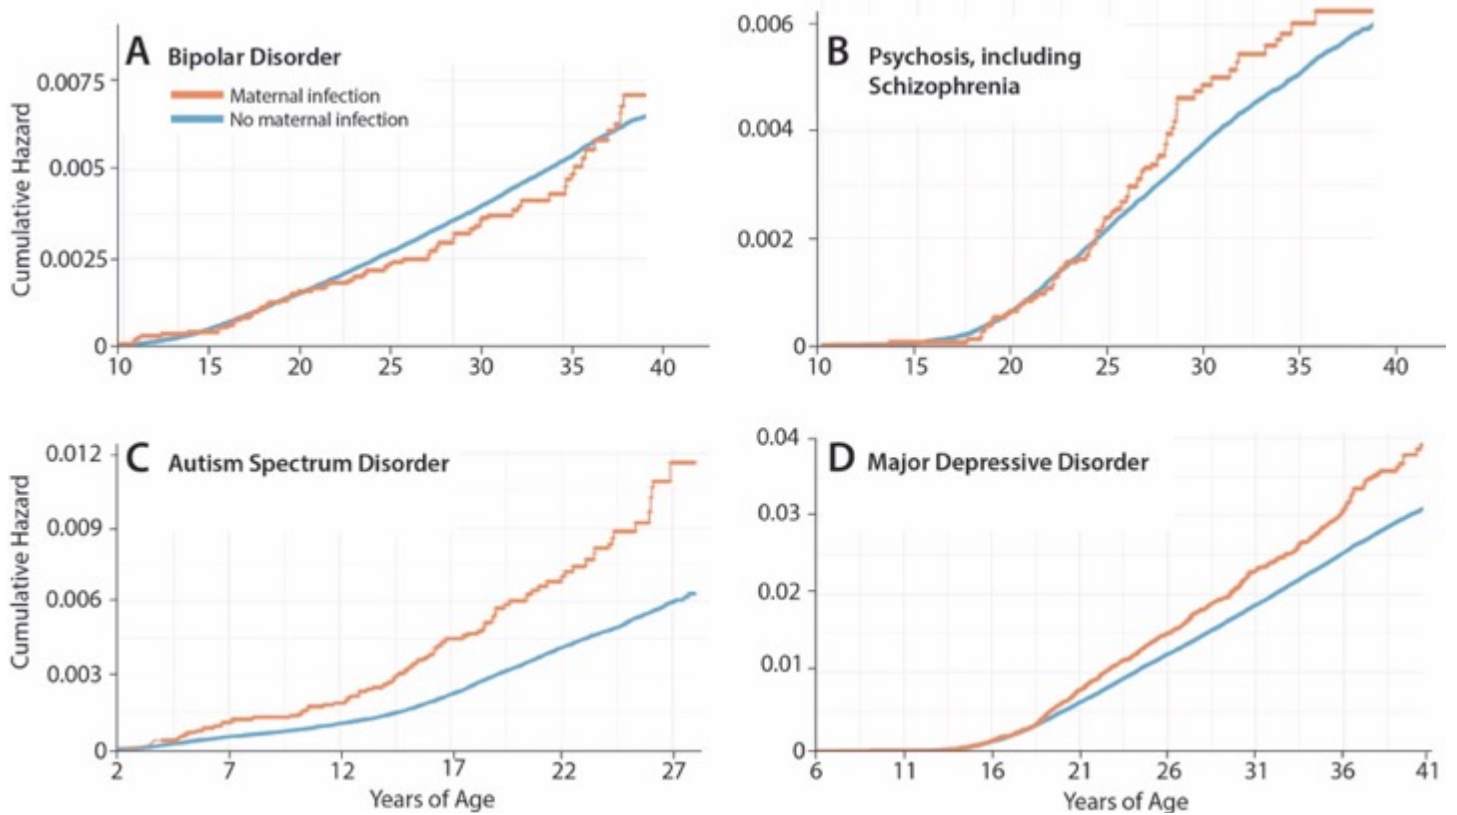 A Bipolar Disorder
Maternal infection
No maternal infection
Cumulative Hazard
0.0075
0.005
0.0025
0
10 15 20 25 30 35 40
B Psychosis, including
Schizophrenia
0.006
0.004
0.002
0
10 15 20 25 30 35 40
C Autism Spectrum Disorder
Cumulative Hazard
0.012
0.009
0.006
0.003
0
2 7 12 17 22 27
Years of Age
D Major Depressive Disorder
0.04
0.03
0.02
0.01
0
6 11 16 21 26 31 36 41
Years of Age